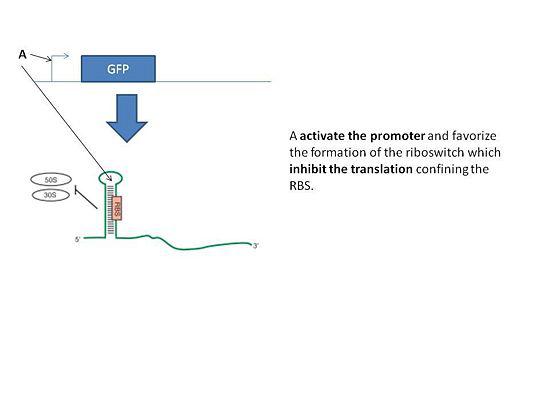 A
GFP
A activate the promoter and favorize
the formation of the riboswitch which
inhibit the translation confining the
RBS.
50S
30S
RBS
5'
3'